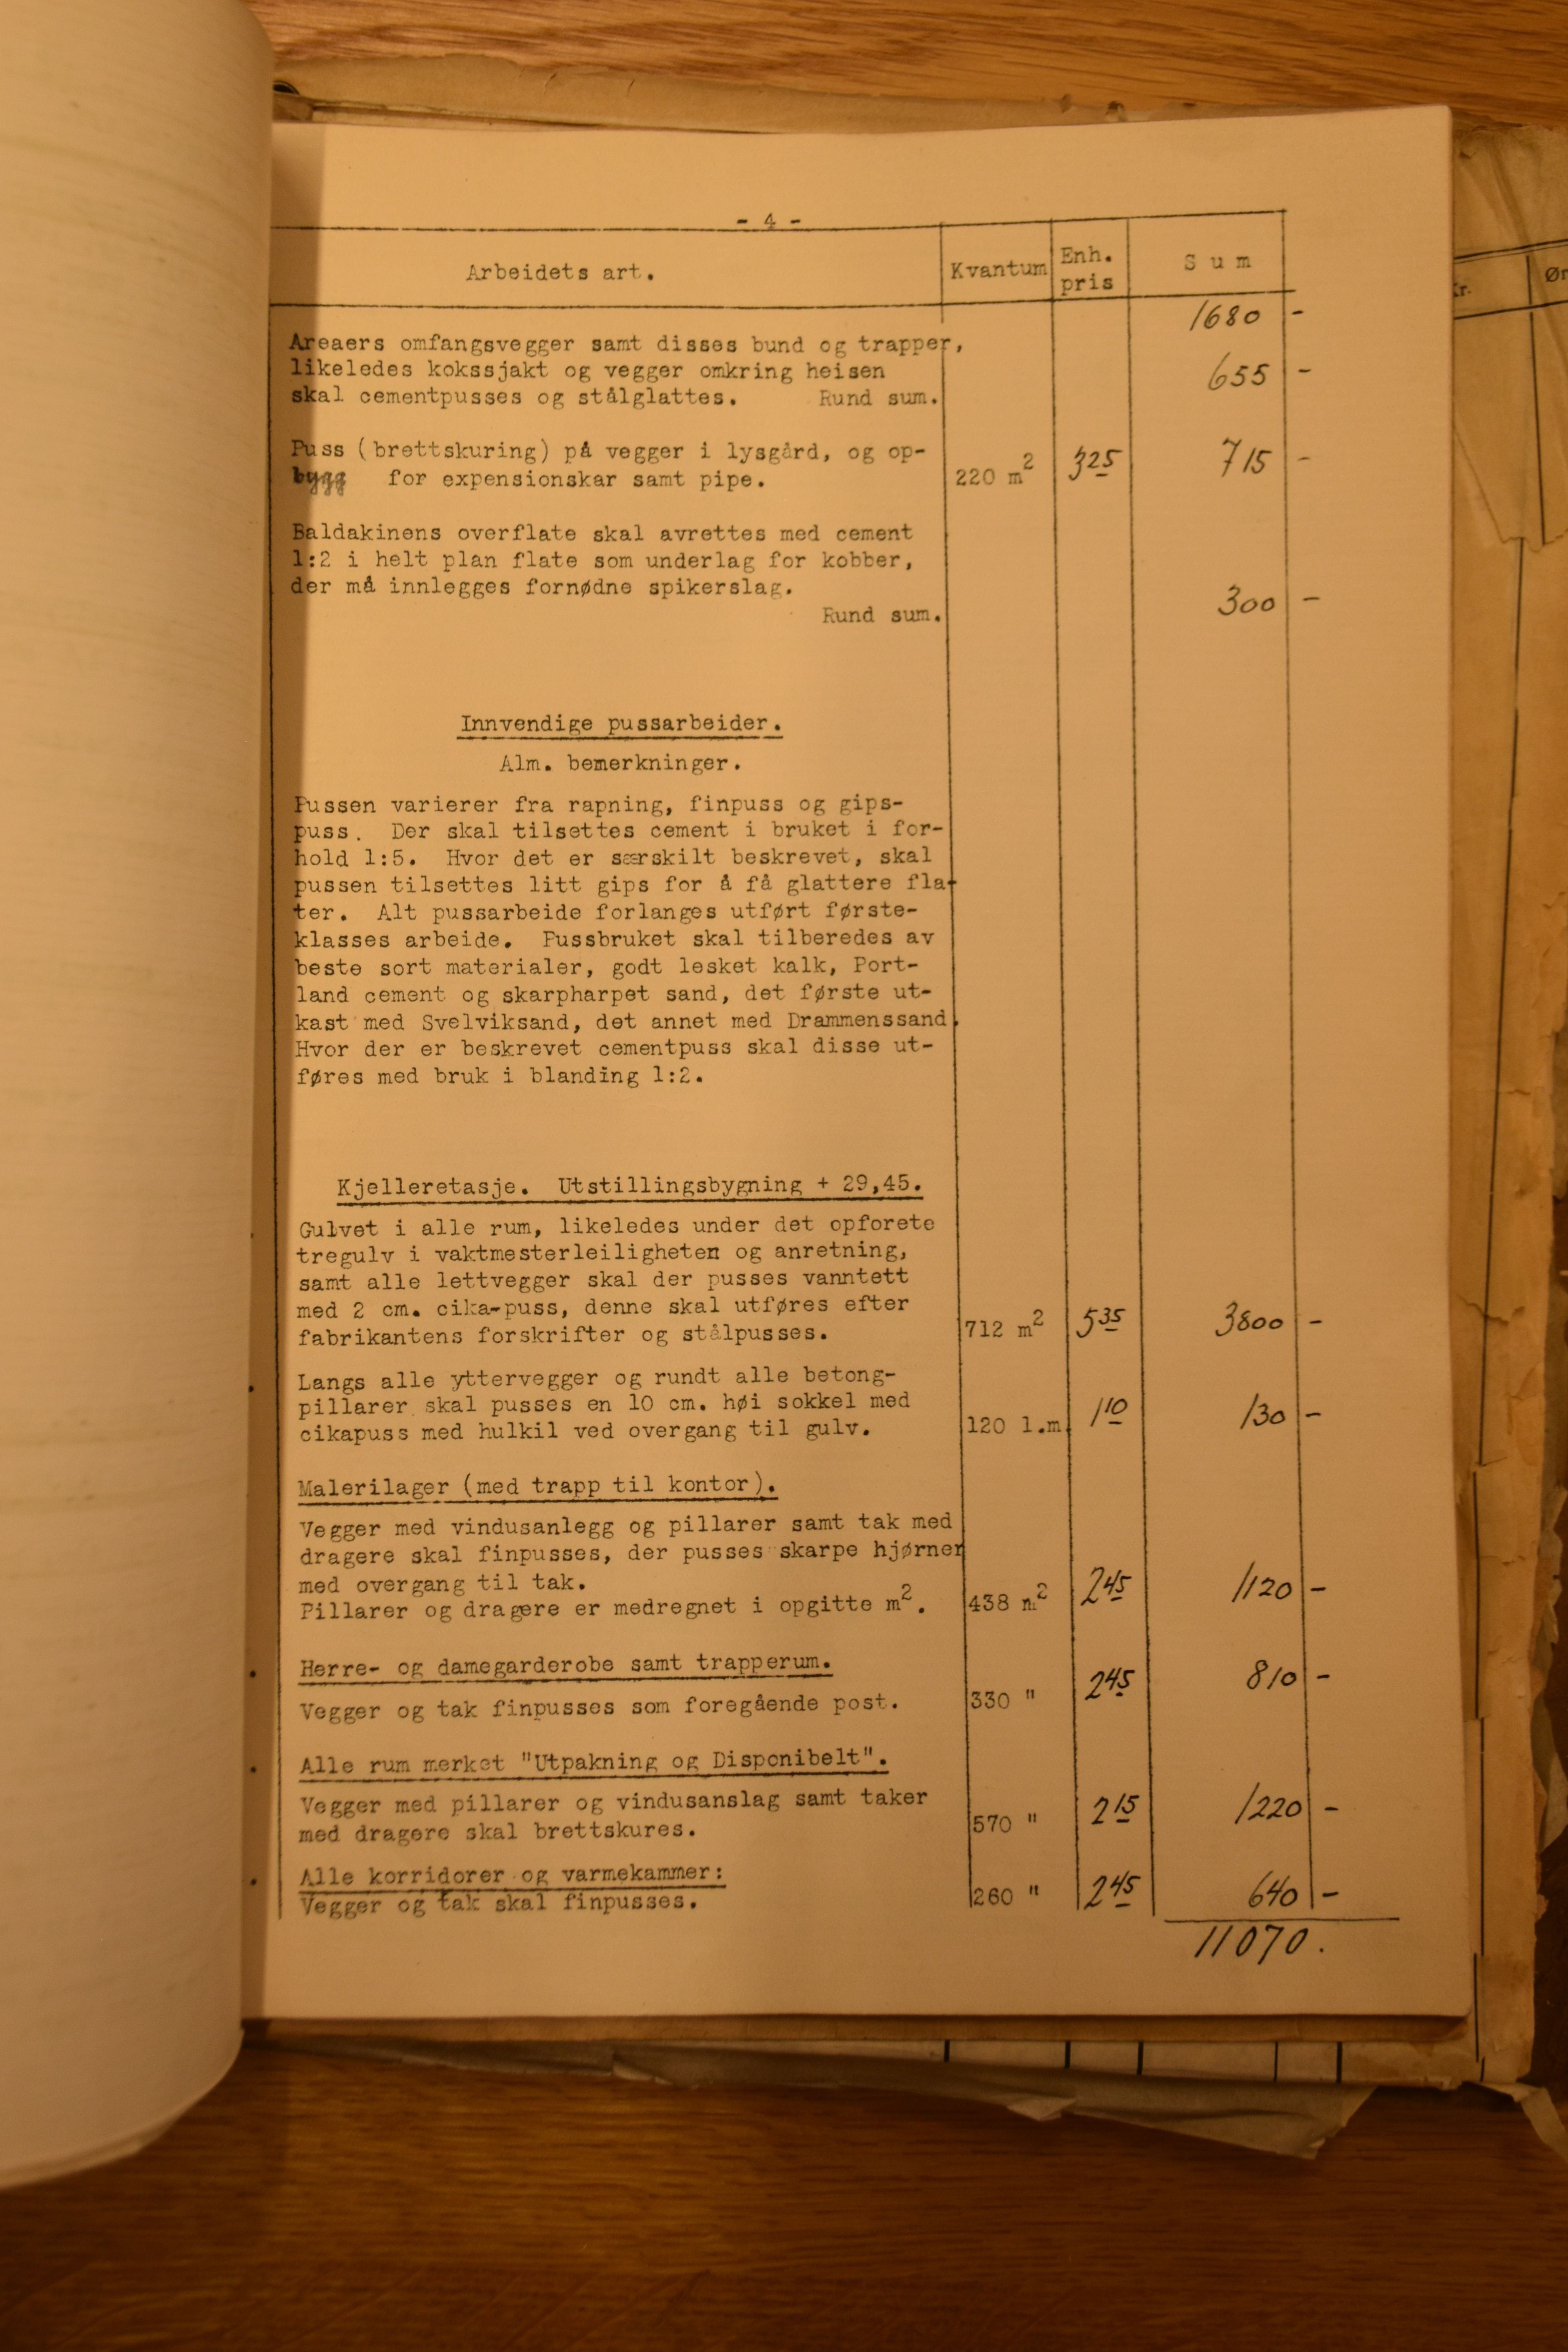 - 4 -
Arbeidets art. Kvantum Enh. pris Sum
1680 -
Areaers omfangsvegger samt disses bund og trapper,
likeledes kokssjakt og vegger omkring heisen 655 -
skal cementpusses og stålglattes. Rund sum.
Puss (brettskuring) på vegger i lysgård, og op-
bygg for expensionskar samt pipe. 220 m2 3 25 715 -
Baldakinens overflate skal avrettes med cement
1:2 i helt plan flate som underlag for kobber,
der må innlegges fornødne spikerslag.
Rund sum. 300 -
Innvendige pussarbeider.
Alm. bemerkninger.
Pussen varierer fra rapning, finpuss og gips-
puss. Der skal tilsettes cement i bruket i for-
hold 1:5. Hvor det er særskilt beskrevet, skal
pussen tilsettes litt gips for å få glattere fla-
ter. Alt pussarbeide forlanges utført første-
klasses arbeide. Pussbruket skal tilberedes av
beste sort materialer, godt lesket kalk, Port-
land cement og skarpharpet sand, det første ut-
kast med Svelviksand, det annet med Drammenssand.
Hvor der er beskrevet cementpuss skal disse ut-
føres med bruk i blanding 1:2.
Kjelleretasje. Utstillingsbygning + 29,45.
Gulvet i alle rum, likeledes under det opforete
tregulv i vaktmesterleiligheten og anretning,
samt alle lettvegger skal der pusses vanntett
med 2 cm. cika-puss, denne skal utføres efter
fabrikantens forskrifter og stålpusses. 712 m2 5 35 3800 -
Langs alle yttervegger og rundt alle betong-
pillarer skal pusses en 10 cm. høi sokkel med
cikapuss med hulkil ved overgang til gulv. 120 l.m. 1 10 130 -
Malerilager (med trapp til kontor).
Vegger med vindusanlegg og pillarer samt tak med
dragere skal finpusses, der pusses skarpe hjørner
med overgang til tak.
Pillarer og dragere er medregnet i opgitte m2. 438 m2 2 45 1120 -
Herre- og damegarderobe samt trapperum.
Vegger og tak finpusses som foregående post. 330 " 2 45 810 -
Alle rum merket "Utpakning og Disponibelt".
Vegger med pillarer og vindusanslag samt taker
med dragere skal brettskures. 570 " 2 15 1220 -
Alle korridorer og varmekammer:
Vegger og tak skal finpusses. 260 " 2 45 640 -
11070.